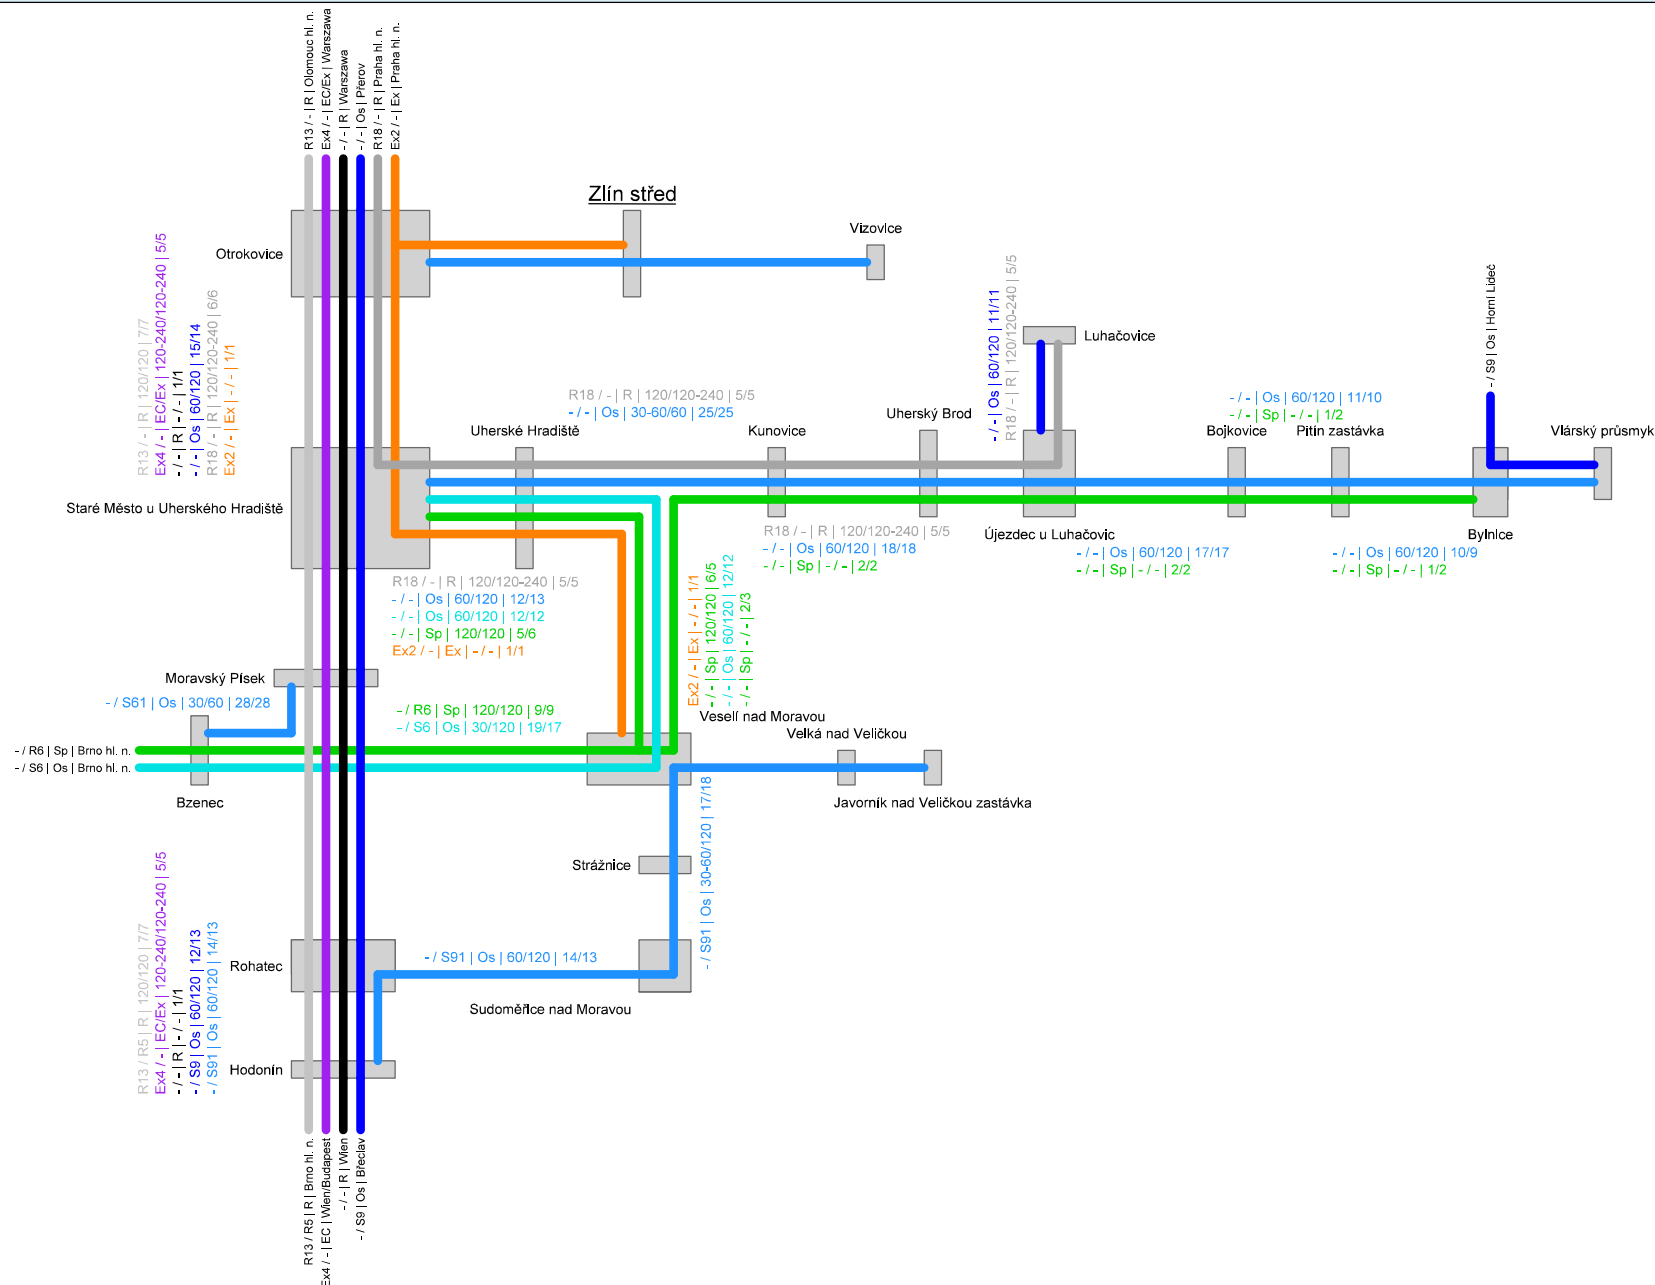 R13 / - | R | Olomouc hl. n.
Ex4 / - | EC/Ex | Warszawa
- / - | R | Warszawa
- / - | Os | Přerov
R18 / - | R | Praha hl. n.
Ex2 / - | Ex | Praha hl. n.
Zlín střed
Vizovice
Otrokovice
R13 / - | R | 120/120 | 7/7
Ex4 / - | EC/Ex | 120-240/120-240 | 5/5
- / - | R | - / - | 1/1
- / - | Os | 60/120 | 15/14
R18 / - | R | 120/120-240 | 6/6
Ex2 / - | Ex | - / - | 1/1
- / - | Os | 60/120 | 11/11
R18 / - | R | 120/120-240 | 5/5
Luhačovice
- / S9 | Os | Horní Lideč
R18 / - | R | 120/120-240 | 5/5
- / - | Os | 30-60/60 | 25/25
- / - | Os | 60/120 | 11/10
- / - | Sp | - / - | 1/2
Uherské Hradiště
Kunovice
Uherský Brod
Bojkovice
Pitín zastávka
Vlárský průsmyk
Staré Město u Uherského Hradiště
R18 / - | R | 120/120-240 | 5/5
- / - | Os | 60/120 | 18/18
- / - | Sp | - / - | 2/2
Újezdec u Luhačovic
- / - | Os | 60/120 | 17/17
- / - | Sp | - / - | 2/2
Bylnice
- / - | Os | 60/120 | 10/9
- / - | Sp | - / - | 1/2
R18 / - | R | 120/120-240 | 5/5
- / - | Os | 60/120 | 12/13
- / - | Os | 60/120 | 12/12
- / - | Sp | 120/120 | 5/6
Ex2 / - | Ex | - / - | 1/1
Ex2 / - | Ex | - / - | 1/1
- / - | Sp | 120/120 | 6/5
- / - | Os | 60/120 | 12/12
- / - | Sp | - / - | 2/3
Moravský Písek
- / S61 | Os | 30/60 | 28/28
- / R6 | Sp | 120/120 | 9/9
- / S6 | Os | 30/120 | 19/17
Veselí nad Moravou
Velká nad Veličkou
- / R6 | Sp | Brno hl. n.
- / S6 | Os | Brno hl. n.
Bzenec
Javorník nad Veličkou zastávka
- / S91 | Os | 30-60/120 | 17/18
Strážnice
R13 / R5 | R | 120/120 | 7/7
Ex4 / - | EC/Ex | 120-240/120-240 | 5/5
- / - | R | - / - | 1/1
- / S9 | Os | 60/120 | 12/13
- / S91 | Os | 60/120 | 14/13
Rohatec
- / S91 | Os | 60/120 | 14/13
Sudoměřice nad Moravou
Hodonín
R13 / R5 | R | Brno hl. n.
Ex4 / - | EC | Wien/Budapest
- / - | R | Wien
- / S9 | Os | Břeclav